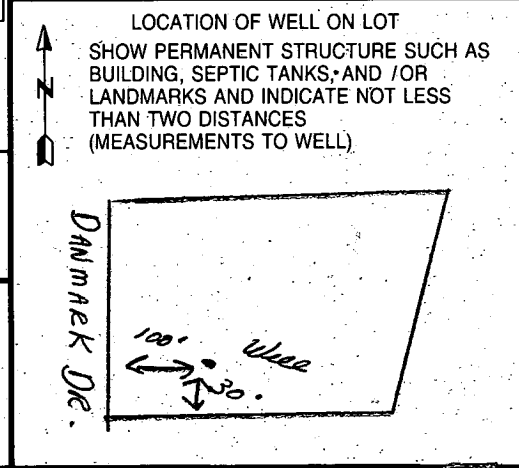 LOCATION OF WELL ON LOT
SHOW PERMANENT STRUCTURE SUCH AS
BUILDING, SEPTIC TANKS, AND / OR
LANDMARKS AND INDICATE NOT LESS
THAN TWO DISTANCES
(MEASUREMENTS TO WELL)
N
DANMARK DR.
100'
Well
30'